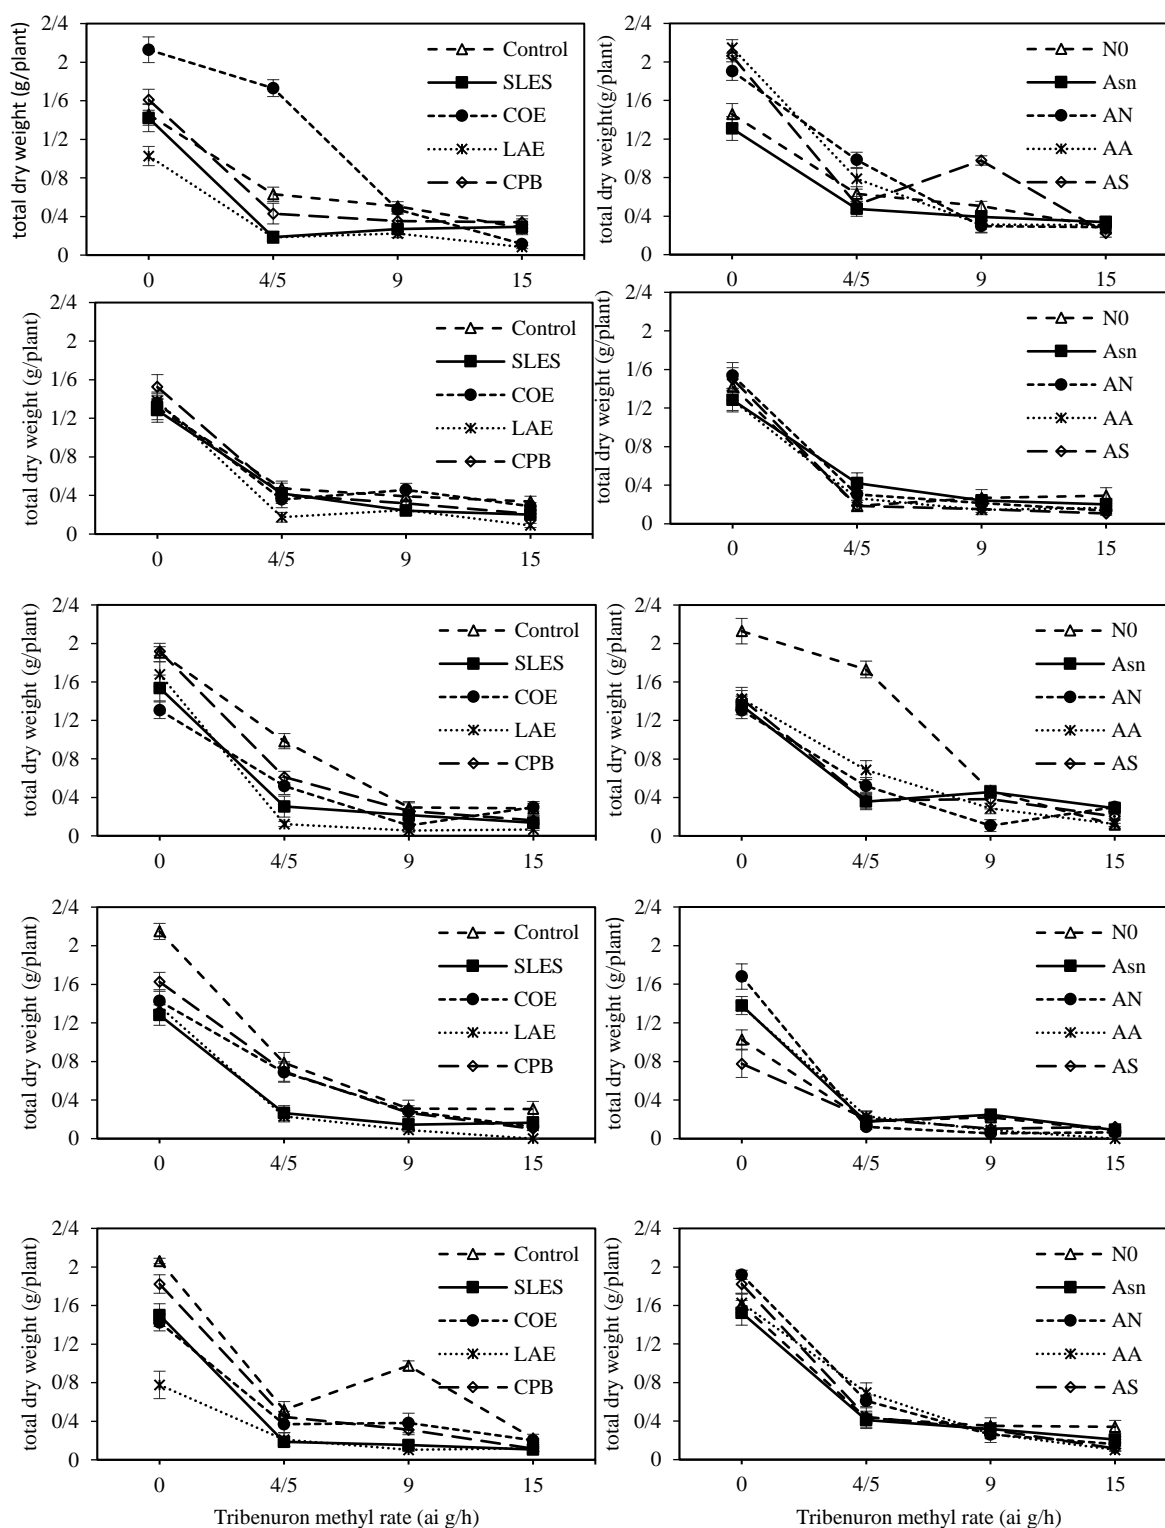 total dry weight (g/plant)
2/4
2
1/6
1/2
0/8
0/4
0
0
4/5
9
15
Control
SLES
COE
LAE
CPB
total dry weight(g/plant)
2/4
2
1/6
1/2
0/8
0/4
0
0
4/5
9
15
N0
Asn
AN
AA
AS
total dry weight (g/plant)
2/4
2
1/6
1/2
0/8
0/4
0
0
4/5
9
15
Control
SLES
COE
LAE
CPB
total dry weight (g/plant)
2/4
2
1/6
1/2
0/8
0/4
0
0
4/5
9
15
N0
Asn
AN
AA
AS
total dry weight (g/plant)
2/4
2
1/6
1/2
0/8
0/4
0
0
4/5
9
15
Control
SLES
COE
LAE
CPB
total dry weight (g/plant)
2/4
2
1/6
1/2
0/8
0/4
0
0
4/5
9
15
N0
Asn
AN
AA
AS
total dry weight (g/plant)
2/4
2
1/6
1/2
0/8
0/4
0
0
4/5
9
15
Control
SLES
COE
LAE
CPB
total dry weight (g/plant)
2/4
2
1/6
1/2
0/8
0/4
0
0
4/5
9
15
N0
Asn
AN
AA
AS
total dry weight (g/plant)
2/4
2
1/6
1/2
0/8
0/4
0
0
4/5
9
15
Control
SLES
COE
LAE
CPB
Tribenuron methyl rate (ai g/h)
total dry weight (g/plant)
2/4
2
1/6
1/2
0/8
0/4
0
0
4/5
9
15
N0
Asn
AN
AA
AS
Tribenuron methyl rate (ai g/h)